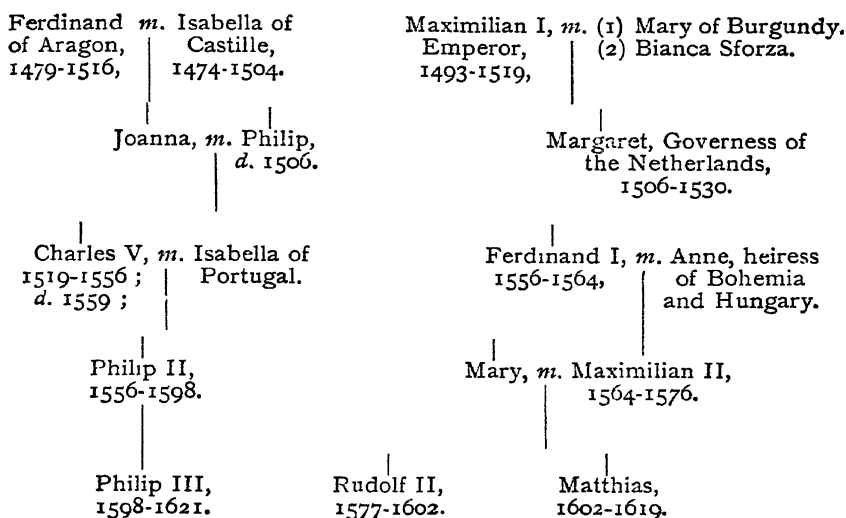 Ferdinand m. Isabella of
of Aragon, Castille,
1479-1516, 1474-1504.
Maximilian I, m. (1) Mary of Burgundy.
Emperor, (2) Bianca Sforza.
1493-1519,
Joanna, m. Philip,
d. 1506.
Margaret, Governess of
the Netherlands,
1506-1530.
Charles V, m. Isabella of
1519-1556 ; Portugal.
d. 1559 ;
Ferdinand I, m. Anne, heiress
1556-1564, of Bohemia
and Hungary.
Philip II,
1556-1598.
Mary, m. Maximilian II,
1564-1576.
Philip III,
1598-1621.
Rudolf II,
1577-1602.
Matthias,
1602-1619.